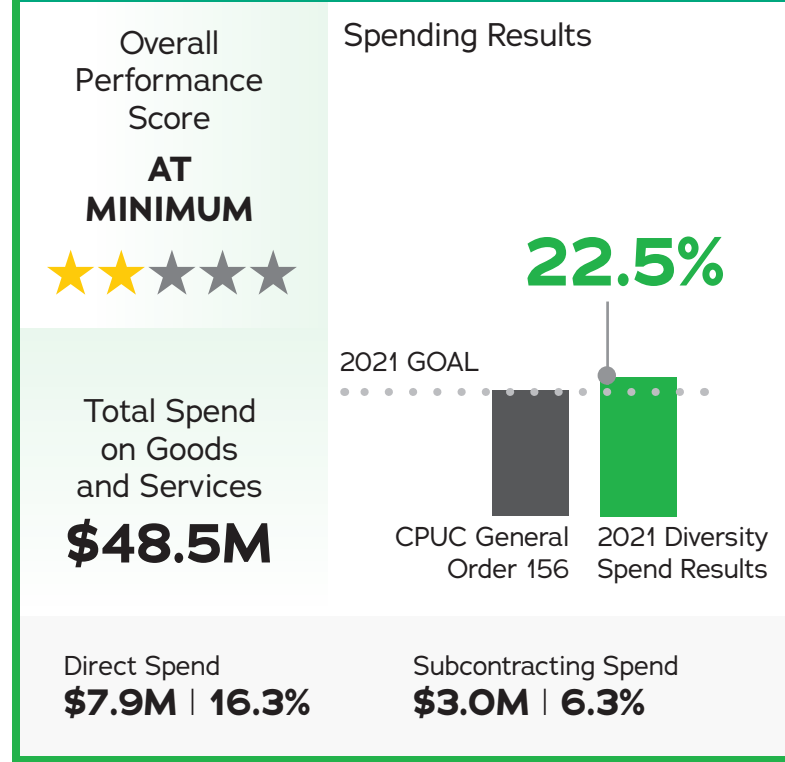 Overall
Performance
Score
AT
MINIMUM
Total Spend
on Goods
and Services
$48.5M
Spending Results
22.5%
2021 GOAL
CPUC General
Order 156
2021 Diversity
Spend Results
Direct Spend
$7.9M | 16.3%
Subcontracting Spend
$3.0M | 6.3%